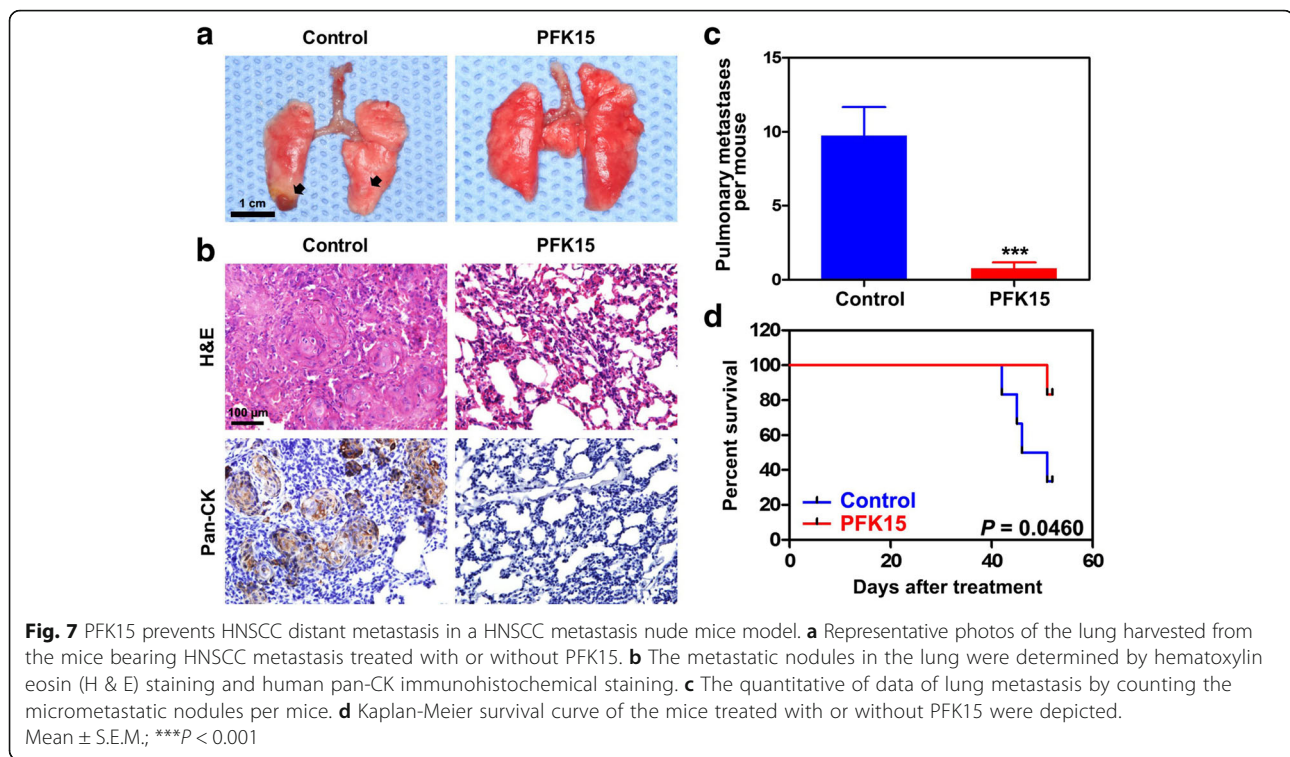 a
Control
PFK15
1 cm
b
Control
PFK15
H&E
100 µm
Pan-CK
c
Pulmonary metastases
per mouse
15
10
5
0
***
Control
PFK15
d
Percent survival
120
100
80
60
40
20
0
Control
PFK15
P = 0.0460
0
20
40
60
Days after treatment
Fig. 7 PFK15 prevents HNSCC distant metastasis in a HNSCC metastasis nude mice model. a Representative photos of the lung harvested from
the mice bearing HNSCC metastasis treated with or without PFK15. b The metastatic nodules in the lung were determined by hematoxylin
eosin (H & E) staining and human pan-CK immunohistochemical staining. c The quantitative of data of lung metastasis by counting the
micrometastatic nodules per mice. d Kaplan-Meier survival curve of the mice treated with or without PFK15 were depicted.
Mean ± S.E.M.; ***P < 0.001